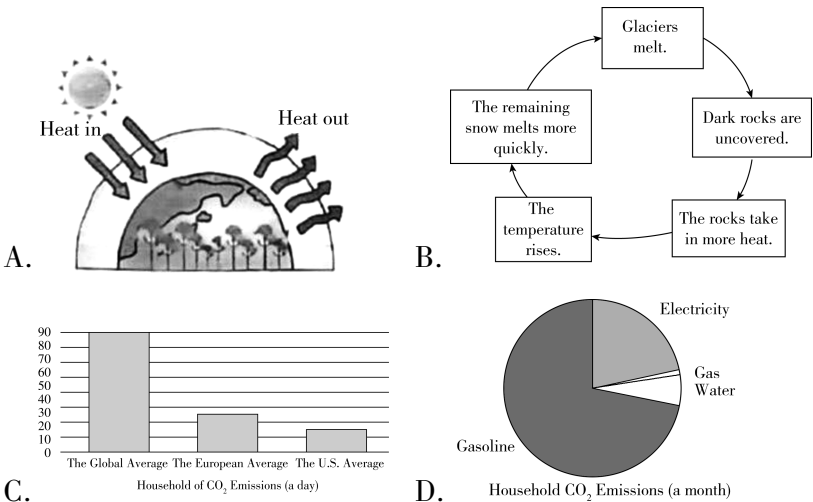 Heat in
Heat out
A.
Glaciers
melt.
Dark rocks are
uncovered.
The rocks take
in more heat.
The
temperature
rises.
The remaining
snow melts more
quickly.
B.
90
80
70
60
50
40
30
20
10
0
The Global Average The European Average The U.S. Average
Household of CO₂ Emissions (a day)
C.
Electricity
Gas
Water
Gasoline
Household CO₂ Emissions (a month)
D.